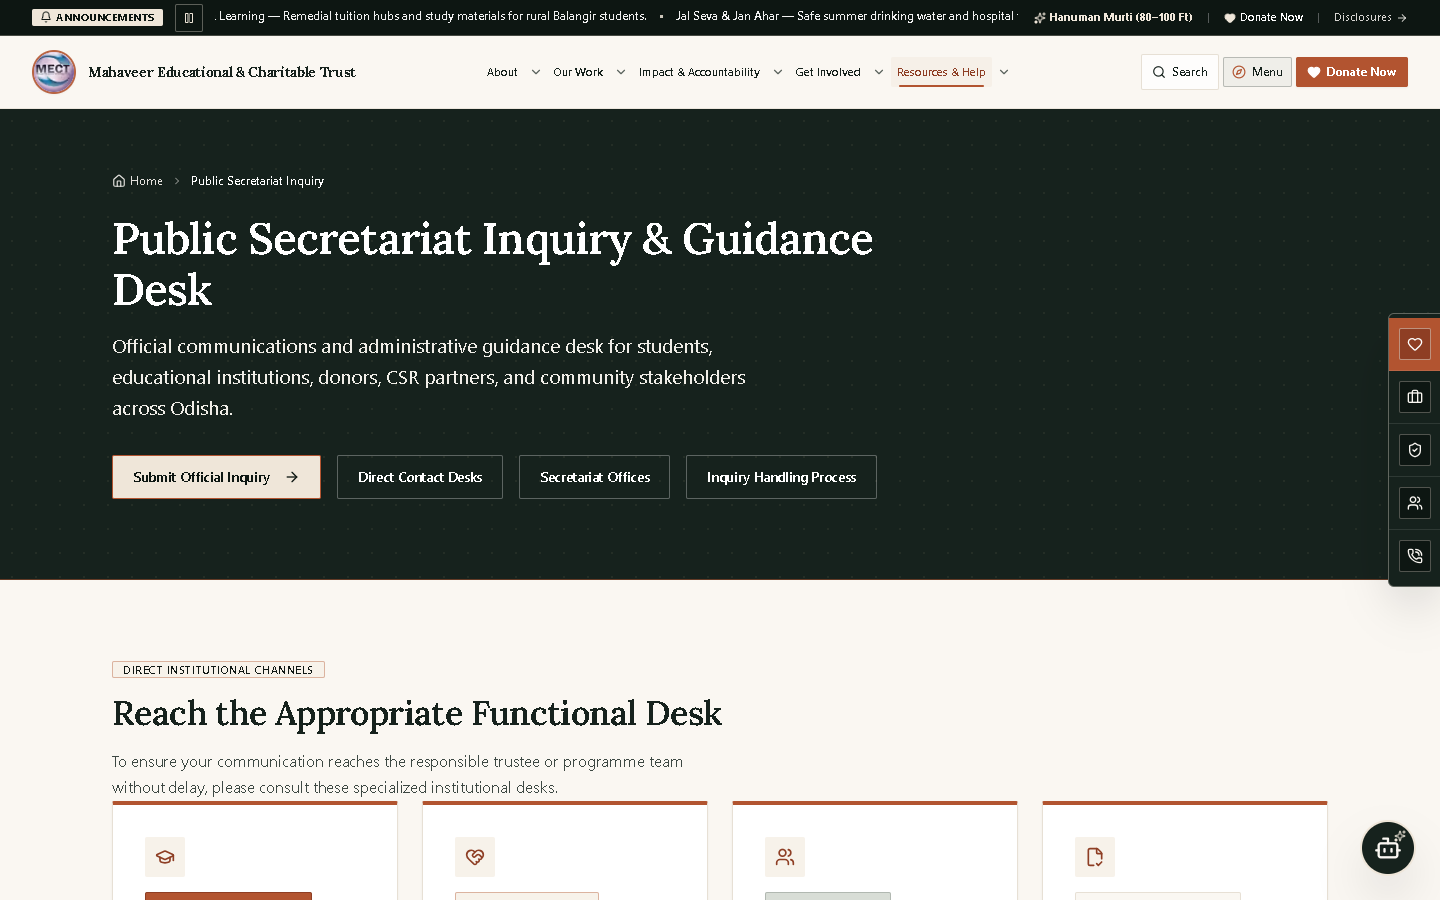 ANNOUNCEMENTS
. Learning — Remedial tuition hubs and study materials for rural Balangir students. • Jal Seva & Jan Ahar — Safe summer drinking water and hospital
Hanuman Murti (80–100 Ft) | Donate Now | Disclosures →
MECT
Mahaveer Educational & Charitable Trust
About
Our Work
Impact & Accountability
Get Involved
Resources & Help
Search
Menu
Donate Now
Home > Public Secretariat Inquiry
Public Secretariat Inquiry & Guidance
Desk
Official communications and administrative guidance desk for students,
educational institutions, donors, CSR partners, and community stakeholders
across Odisha.
Submit Official Inquiry →
Direct Contact Desks
Secretariat Offices
Inquiry Handling Process
DIRECT INSTITUTIONAL CHANNELS
Reach the Appropriate Functional Desk
To ensure your communication reaches the responsible trustee or programme team
without delay, please consult these specialized institutional desks.